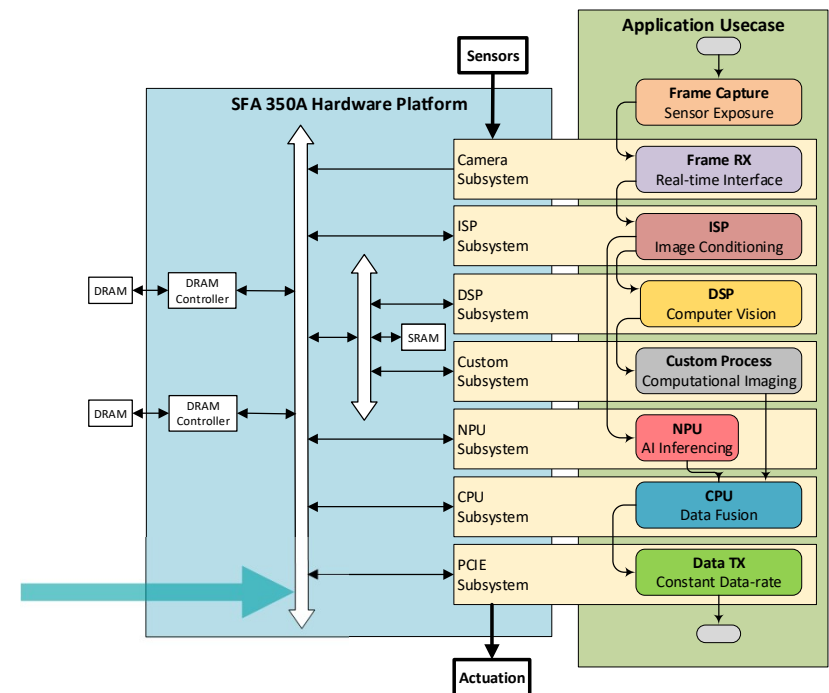 Application Usecase
Sensors
SFA 350A Hardware Platform
Frame Capture
Sensor Exposure
Camera
Subsystem
Frame RX
Real-time Interface
ISP
Subsystem
ISP
Image Conditioning
DRAM
DRAM
Controller
DSP
Subsystem
DSP
Computer Vision
SRAM
Custom
Subsystem
Custom Process
Computational Imaging
DRAM
DRAM
Controller
NPU
Subsystem
NPU
AI Inferencing
CPU
Subsystem
CPU
Data Fusion
PCIE
Subsystem
Data TX
Constant Data-rate
Actuation